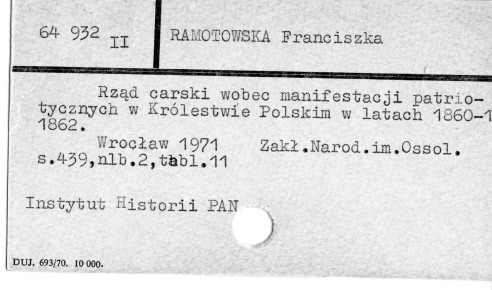 64 932 II
RAMOTOWSKA Franciszka
Rząd carski wobec manifestacji patrio-
tycznych w Królestwie Polskim w latach 1860-1
1862.
Wrocław 1971 Zakł.Narod.im.Ossol.
s.439,nlb.2,tabl.11
Instytut Historii PAN
DUJ. 693/70. 10 000.